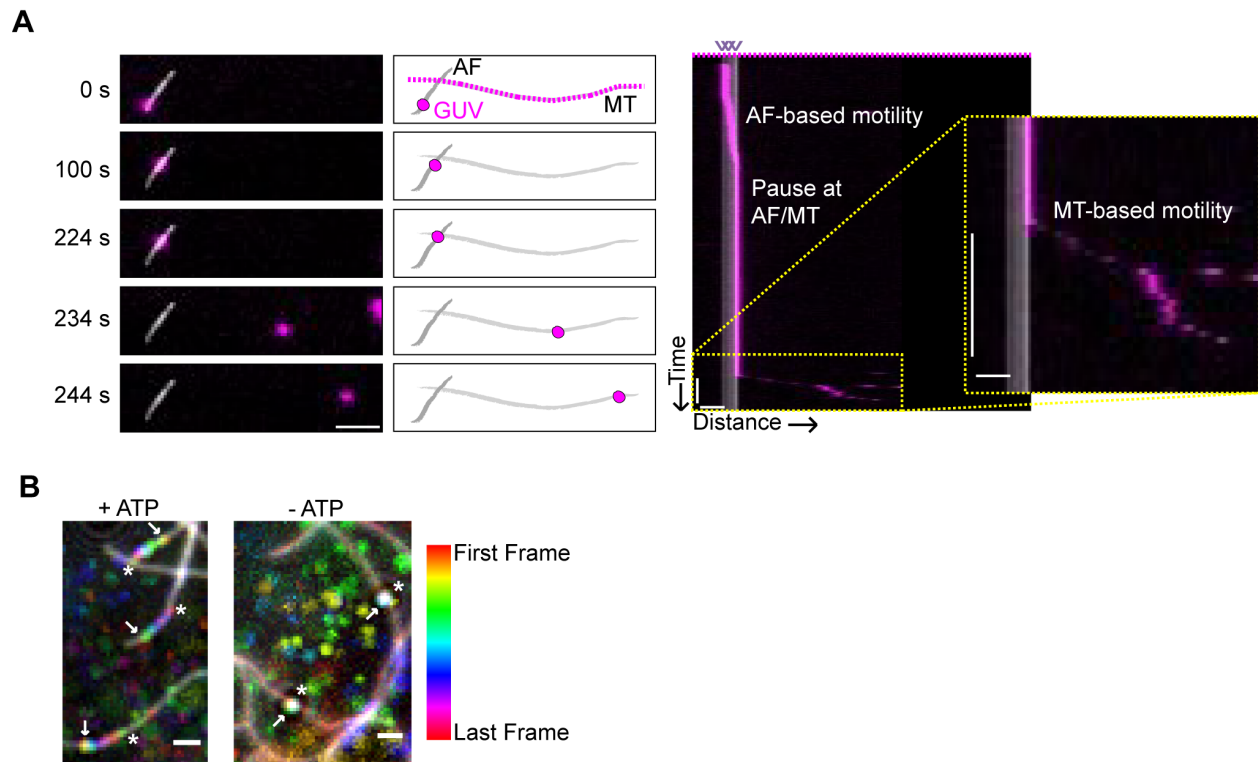 A
0 s
100 s
224 s
234 s
244 s
AF
GUV
MT
AF-based motility
Pause at
AF/MT
MT-based motility
Time
Distance
B
+ ATP
- ATP
*
*
*
*
*
First Frame
Last Frame